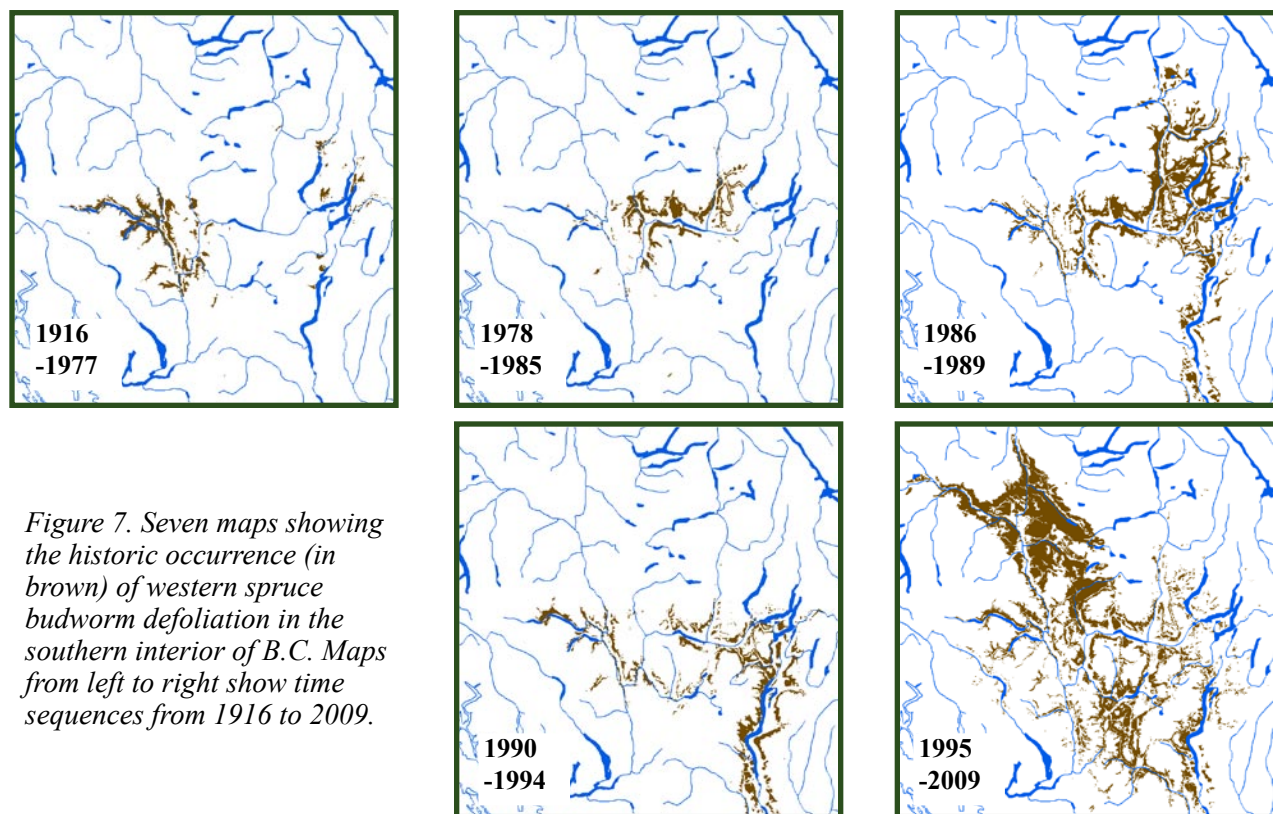 1916
-1977
1978
-1985
1986
-1989
Figure 7. Seven maps showing
the historic occurrence (in
brown) of western spruce
budworm defoliation in the
southern interior of B.C. Maps
from left to right show time
sequences from 1916 to 2009.
1990
-1994
1995
-2009